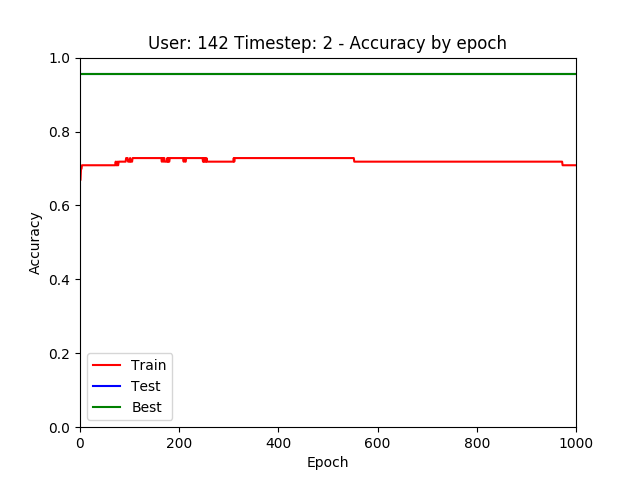 User: 142 Timestep: 2 - Accuracy by epoch
1.0
0.8
0.6
0.4
0.2
0.0
Accuracy
Train
Test
Best
0 200 400 600 800 1000
Epoch